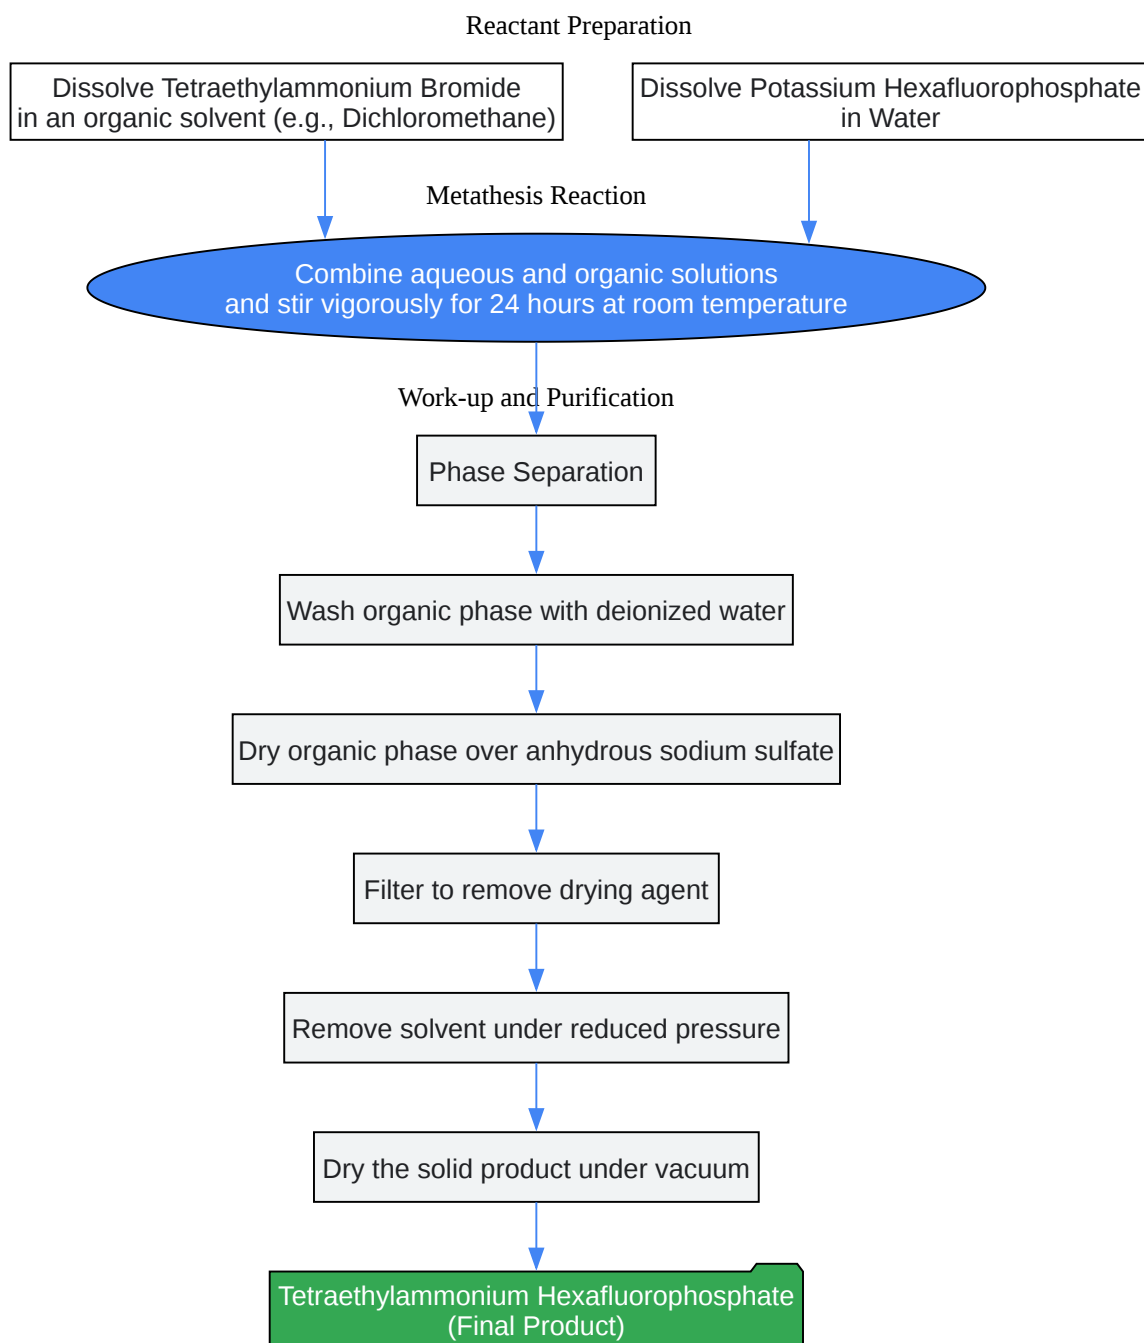 Reactant Preparation
Dissolve Tetraethylammonium Bromide
in an organic solvent (e.g., Dichloromethane)
Dissolve Potassium Hexafluorophosphate
in Water
Metathesis Reaction
Combine aqueous and organic solutions
and stir vigorously for 24 hours at room temperature
Work-up and Purification
Phase Separation
Wash organic phase with deionized water
Dry organic phase over anhydrous sodium sulfate
Filter to remove drying agent
Remove solvent under reduced pressure
Dry the solid product under vacuum
Tetraethylammonium Hexafluorophosphate
(Final Product)